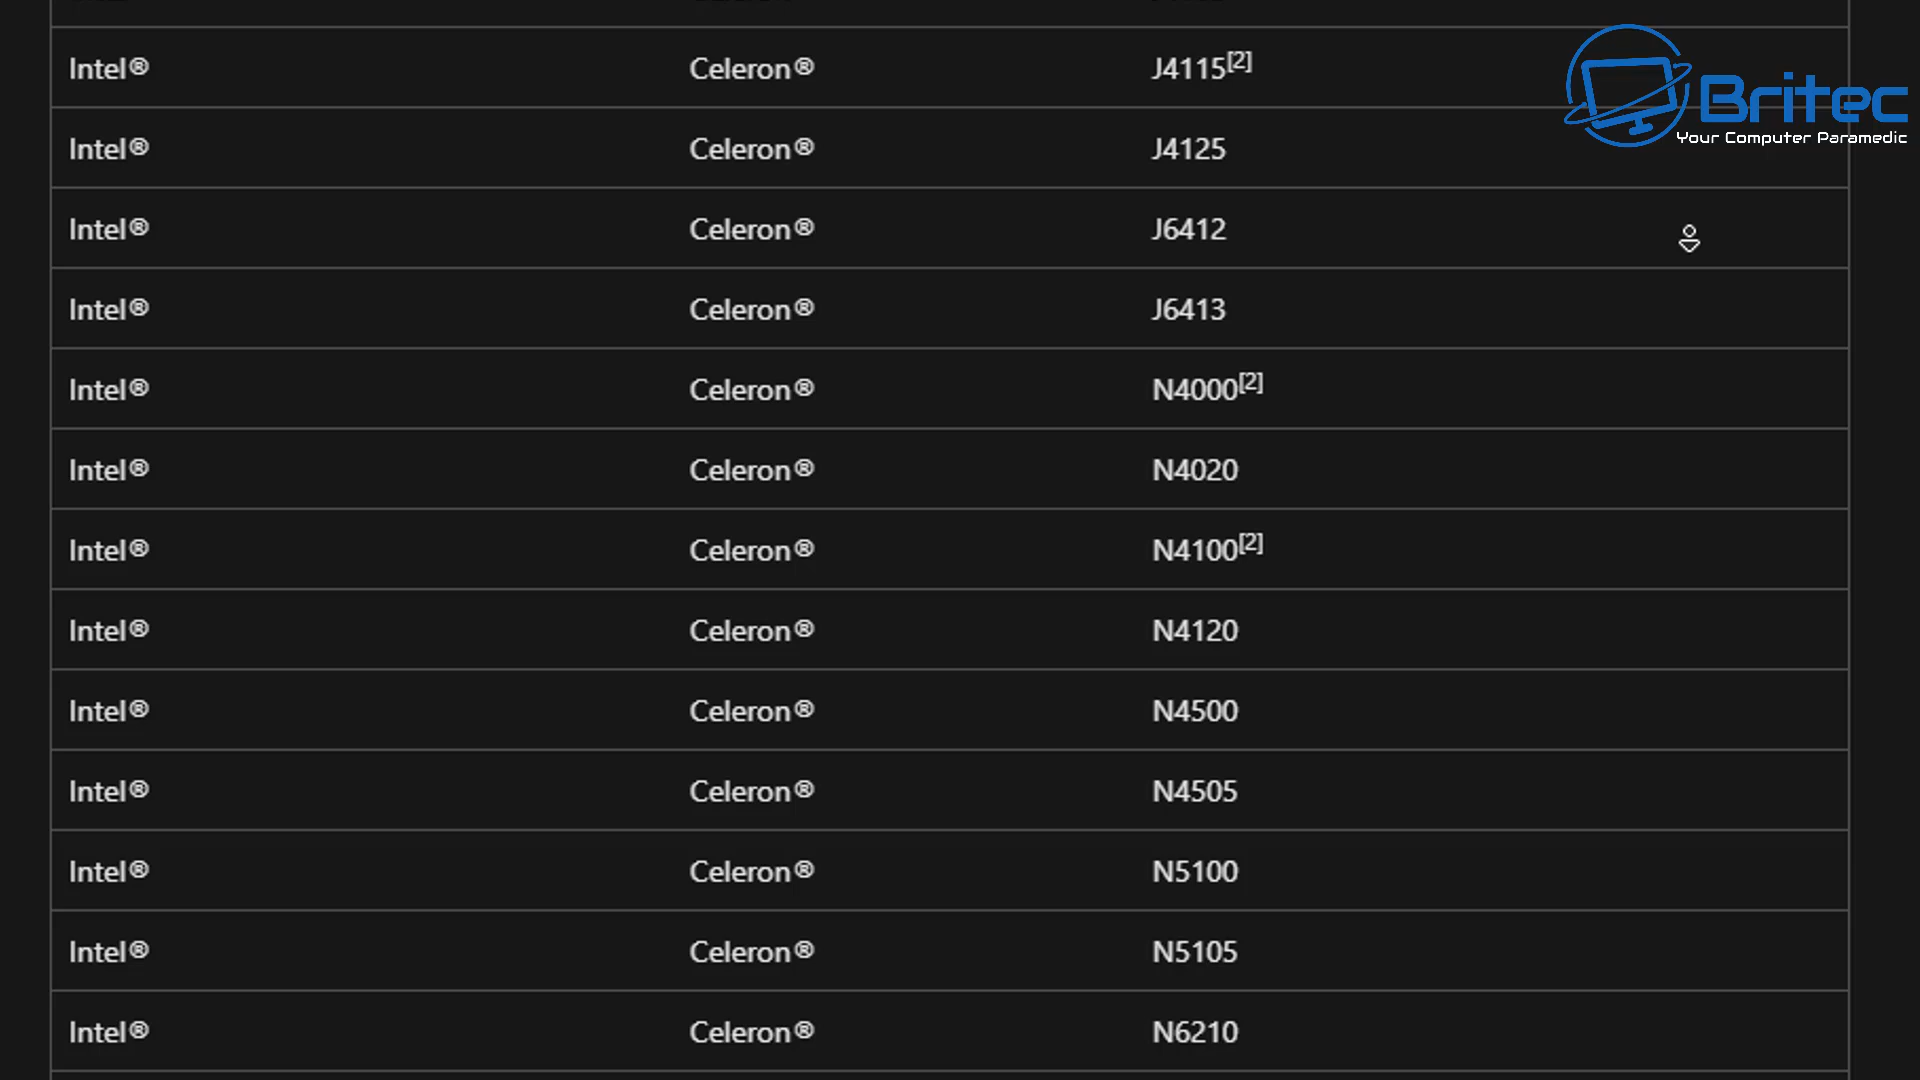 Intel® Celeron® J4115[2]
Britec
Your Computer Paramedic
Intel® Celeron® J4125
Intel® Celeron® J6412
Intel® Celeron® J6413
Intel® Celeron® N4000[2]
Intel® Celeron® N4020
Intel® Celeron® N4100[2]
Intel® Celeron® N4120
Intel® Celeron® N4500
Intel® Celeron® N4505
Intel® Celeron® N5100
Intel® Celeron® N5105
Intel® Celeron® N6210